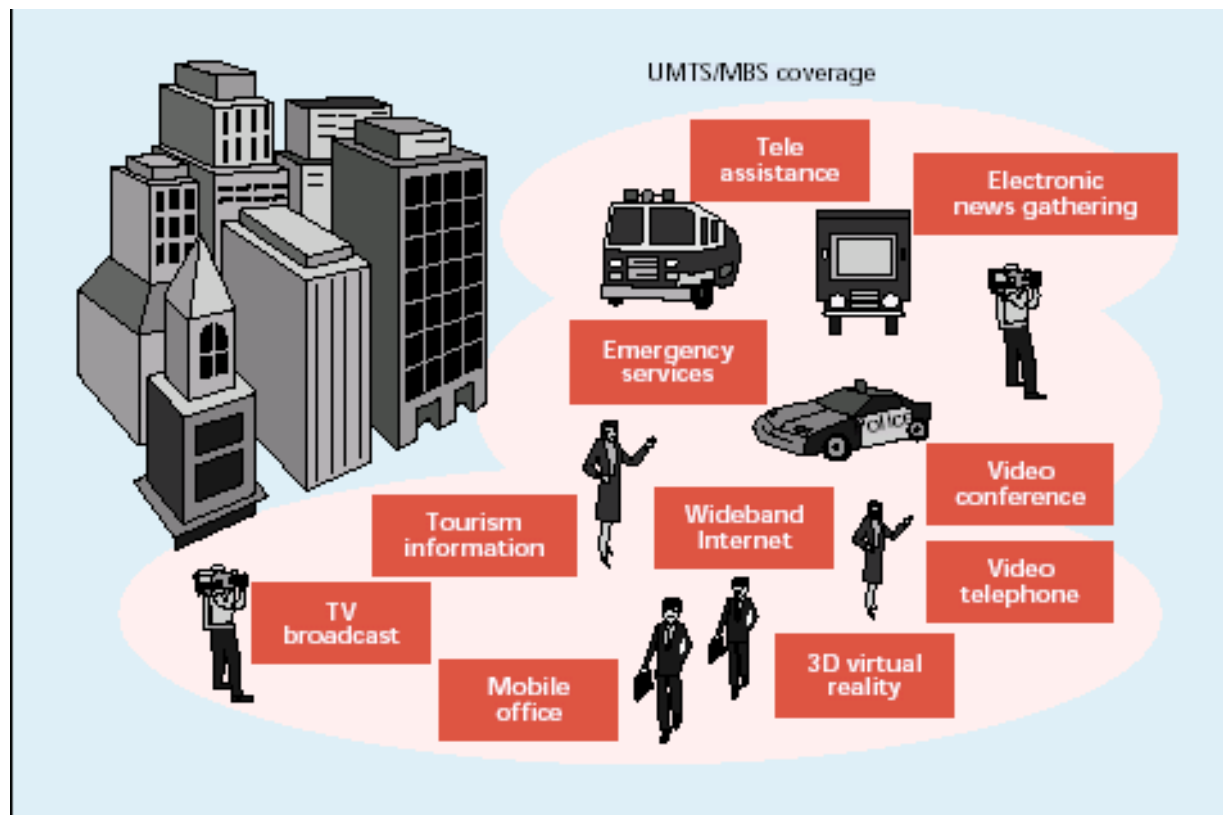 UMTS/MBS coverage
Tele
assistance
Electronic
news gathering
Emergency
services
Police
Video
conference
Tourism
information
Wideband
Internet
Video
telephone
TV
broadcast
3D virtual
reality
Mobile
office